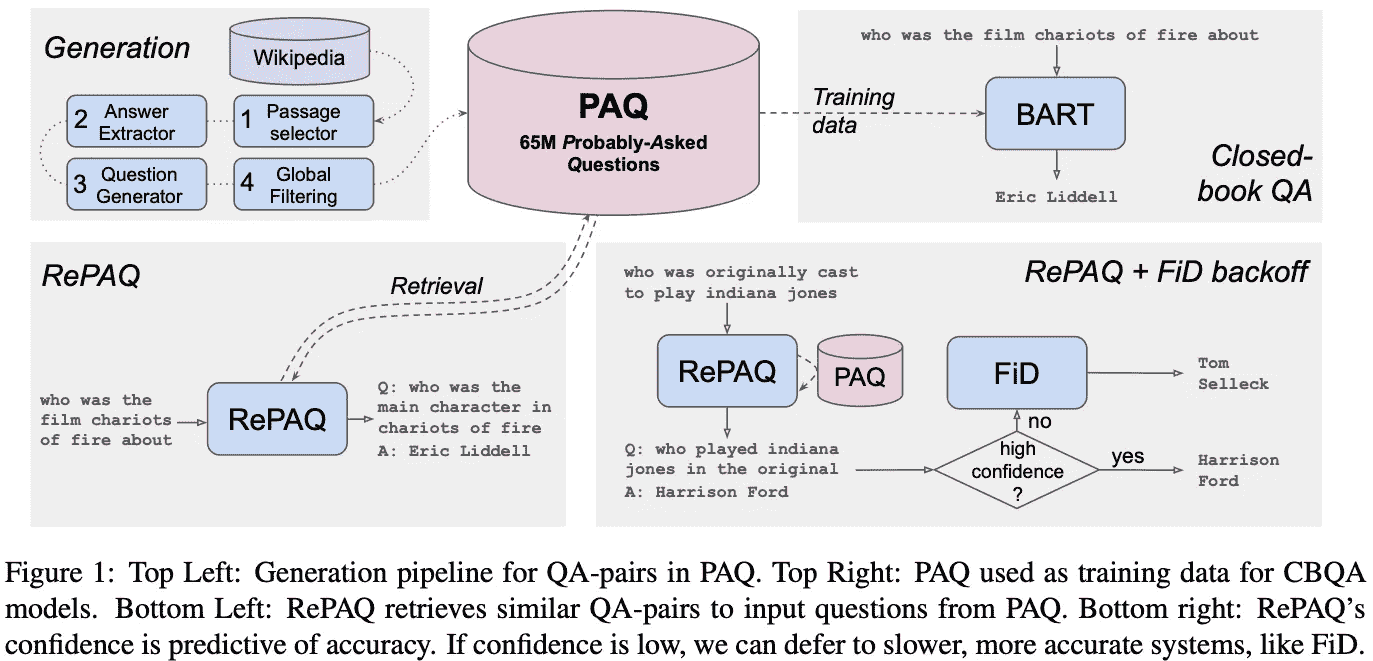 Generation
Wikipedia
2 Answer
Extractor
1 Passage
selector
3 Question
Generator
4 Global
Filtering
PAQ
65M Probably-Asked
Questions
Training
data
who was the film chariots of fire about
BART
Eric Liddell
Closed-
book QA
RePAQ
Retrieval
who was the
film chariots
of fire about
RePAQ
Q: who was the
main character in
chariots of fire
A: Eric Liddell
RePAQ + FiD backoff
who was originally cast
to play indiana jones
RePAQ
PAQ
Q: who played indiana
jones in the original
A: Harrison Ford
FiD
no
high
confidence
?
yes
Tom
Selleck
Harrison
Ford
Figure 1: Top Left: Generation pipeline for QA-pairs in PAQ. Top Right: PAQ used as training data for CBQA
models. Bottom Left: RePAQ retrieves similar QA-pairs to input questions from PAQ. Bottom right: RePAQ's
confidence is predictive of accuracy. If confidence is low, we can defer to slower, more accurate systems, like FiD.